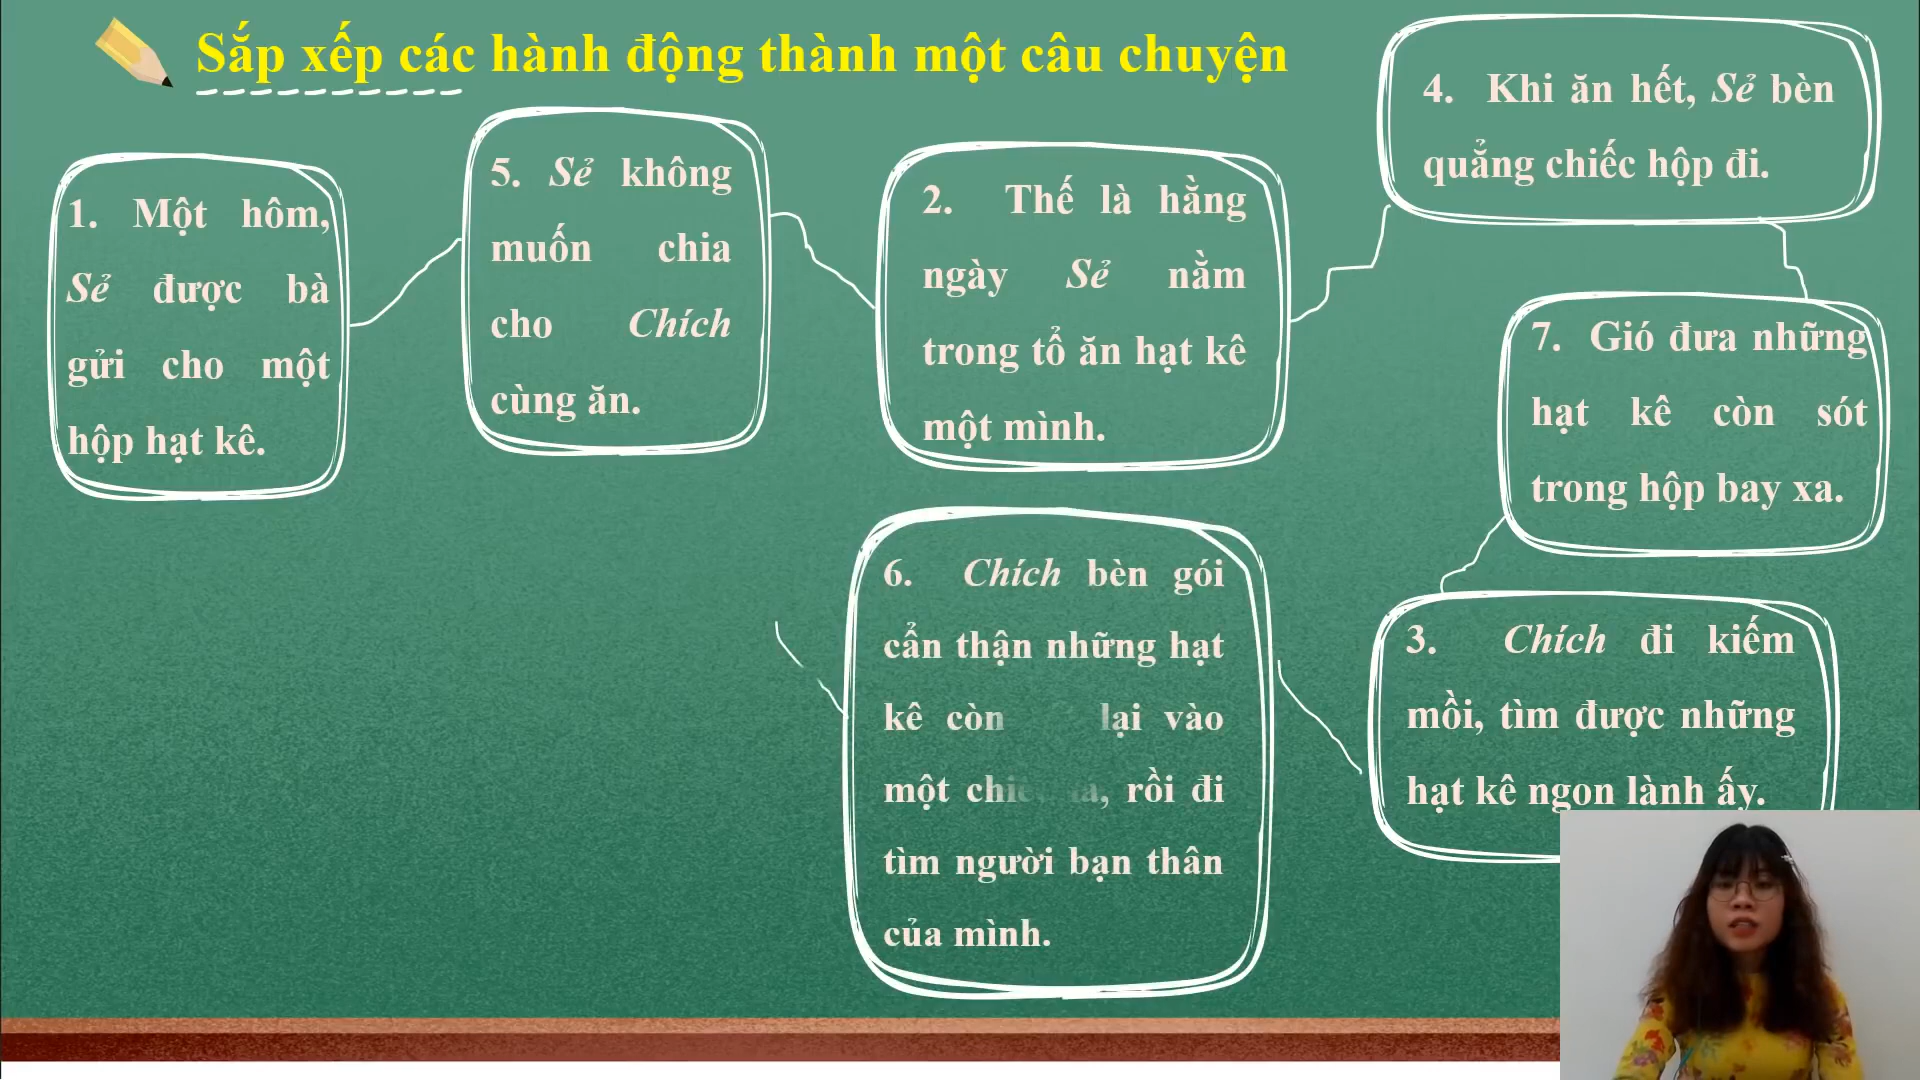 Sắp xếp các hành động thành một câu chuyện
1. Một hôm,
Sẻ được bà
gửi cho một
hộp hạt kê.
5. Sẻ không
muốn chia
cho Chích
cùng ăn.
2. Thế là hằng
ngày Sẻ nằm
trong tổ ăn hạt kê
một mình.
4. Khi ăn hết, Sẻ bèn
quẳng chiếc hộp đi.
7. Gió đưa những
hạt kê còn sót
trong hộp bay xa.
3. Chích đi kiếm
mồi, tìm được những
hạt kê ngon lành ấy.
6. Chích bèn gói
cẩn thận những hạt
kê còn lại vào
một rồi đi
tìm người bạn thân
của mình.